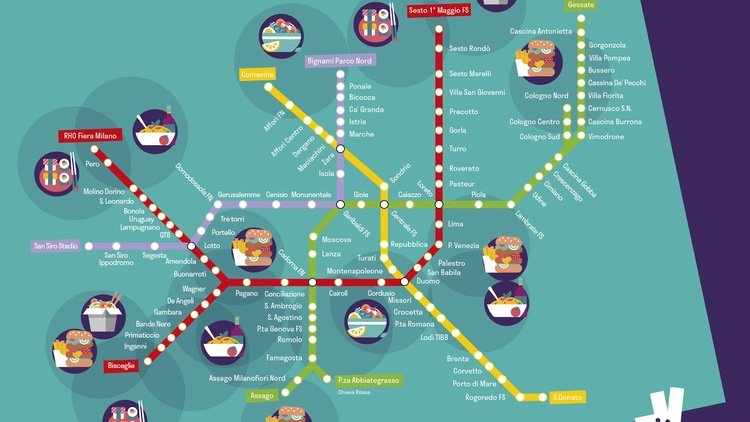 Sesto 1° Maggio FS
Gessate
Sesto Rondò
Sesto Marelli
Villa San Giovanni
Precotto
Gorla
Turro
Rovereto
Pasteur
Loreto
Lima
P. Venezia
Palestro
San Babila
Duomo
Cordusio
Cairoli
Cadorna FN
Conciliazione
Pagano
Wagner
De Angeli
Gambara
Bande Nere
Primaticcio
Inganni
Bisceglie
Buonarroti
Amendola
Lotto
QT8
Lampugnano
Uruguay
Bonola
S. Leonardo
Molino Dorino
Pero
RHO Fiera Milano
Cascina Antonietta
Gorgonzola
Villa Pompea
Bussero
Cassina De' Pecchi
Villa Fiorita
Cernusco S.N.
Cascina Burrona
Vimodrone
Cologno Nord
Cologno Centro
Cologno Sud
Cascina Gobba
Crescenzago
Cimiano
Udine
Lambrate FS
Piola
Caiazzo
Centrale FS
Gioia
Garibaldi FS
Moscova
Lanza
S. Ambrogio
S. Agostino
P.ta Genova FS
Romolo
Famagosta
Assago Milanofiori Nord
Assago
P.za Abbiategrasso
Chiesa Rossa
Comasina
Affori FN
Affori Centro
Dergano
Maciachini
Zara
Sondrio
Repubblica
Turati
Montenapoleone
Missori
Crocetta
P.ta Romana
Lodi TIBB
Brenta
Corvetto
Porto di Mare
Rogoredo FS
S.Donato
Bignami Parco Nord
Ponale
Bicocca
Ca' Granda
Istria
Marche
Isola
Monumentale
Cenisio
Gerusalemme
Domodossola FN
Tre torri
Portello
Segesta
San Siro
Ippodromo
San Siro Stadio